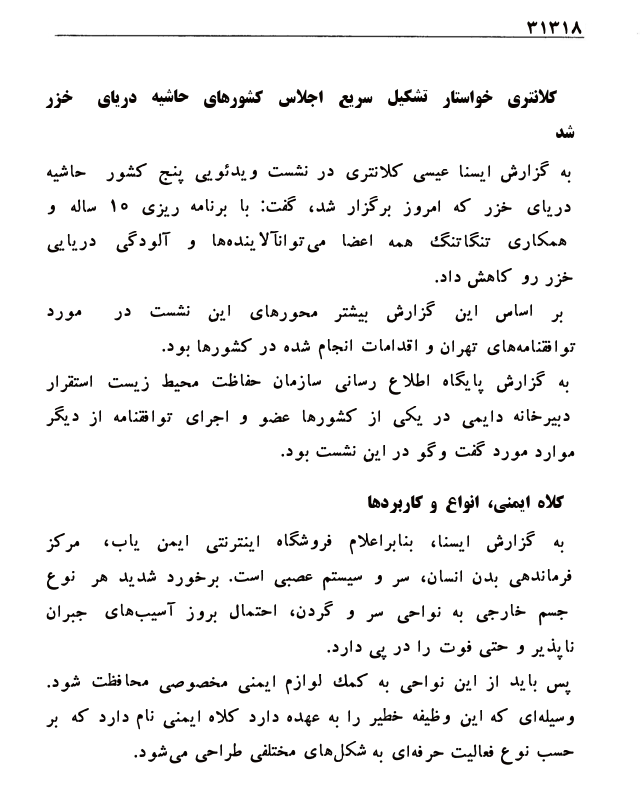 ۳۱۳۱۸
کلانتری خواستار تشکیل سریع اجلاس کشورهای حاشیه دریای خزر
شد
به گزارش ایسنا عیسی کلانتری در نشست ویدئویی پنج کشور حاشیه
دریای خزر که امروز برگزار شد، گفت: با برنامه ریزی ۱۵ ساله و
همکاری تنگاتنگ همه اعضا می‌توانآلاینده‌ها و آلودگی دریایی
خزر رو کاهش داد.
بر اساس این گزارش بیشتر محورهای این نشست در مورد
توافقنامه‌های تهران و اقدامات انجام شده در کشورها بود.
به گزارش پایگاه اطلاع رسانی سازمان حفاظت محیط زیست استقرار
دبیرخانه دایمی در یکی از کشورها عضو و اجرای توافقنامه از دیگر
موارد مورد گفت وگو در این نشست بود.
کلاه ایمنی، انواع و کاربردها
به گزارش ایسنا، بنابراعلام فروشگاه اینترنتی ایمن یاب، مرکز
فرماندهی بدن انسان، سر و سیستم عصبی است. برخورد شدید هر نوع
جسم خارجی به نواحی سر و گردن، احتمال بروز آسیب‌های جبران
ناپذیر و حتی فوت را در پی دارد.
پس باید از این نواحی به کمک لوازم ایمنی مخصوصی محافظت شود.
وسیله‌ای که این وظیفه خطیر را به عهده دارد کلاه ایمنی نام دارد که بر
حسب نوع فعالیت حرفه‌ای به شکل‌های مختلفی طراحی می‌شود.